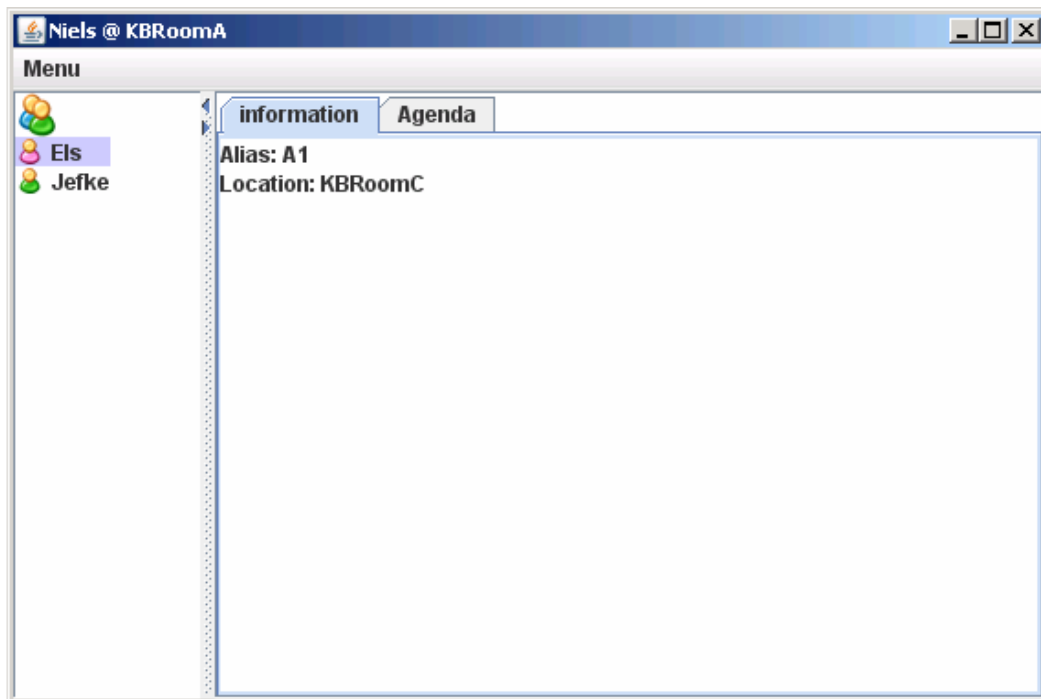 Niels @ KBRoomA
Menu
Els
Jefke
information
Agenda
Alias: A1
Location: KBRoomC